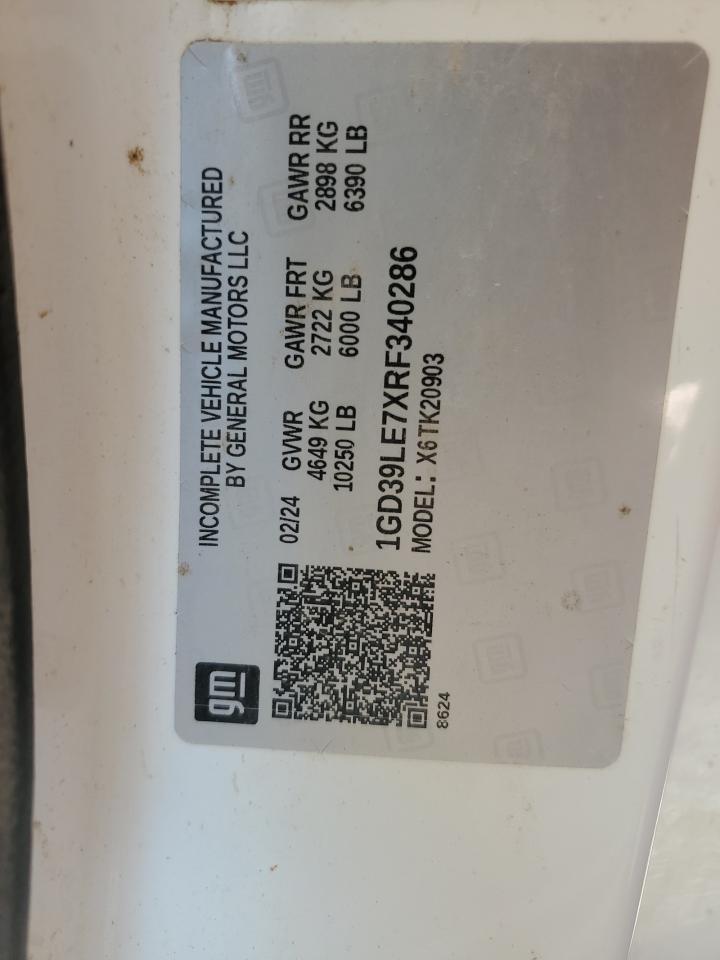 gm
INCOMPLETE VEHICLE MANUFACTURED
BY GENERAL MOTORS LLC
02/24 GVWR GAWR FRT GAWR RR
4649 KG 2722 KG 2898 KG
10250 LB 6000 LB 6390 LB
1GD39LE7XRF340286
MODEL: X6TK20903
8624